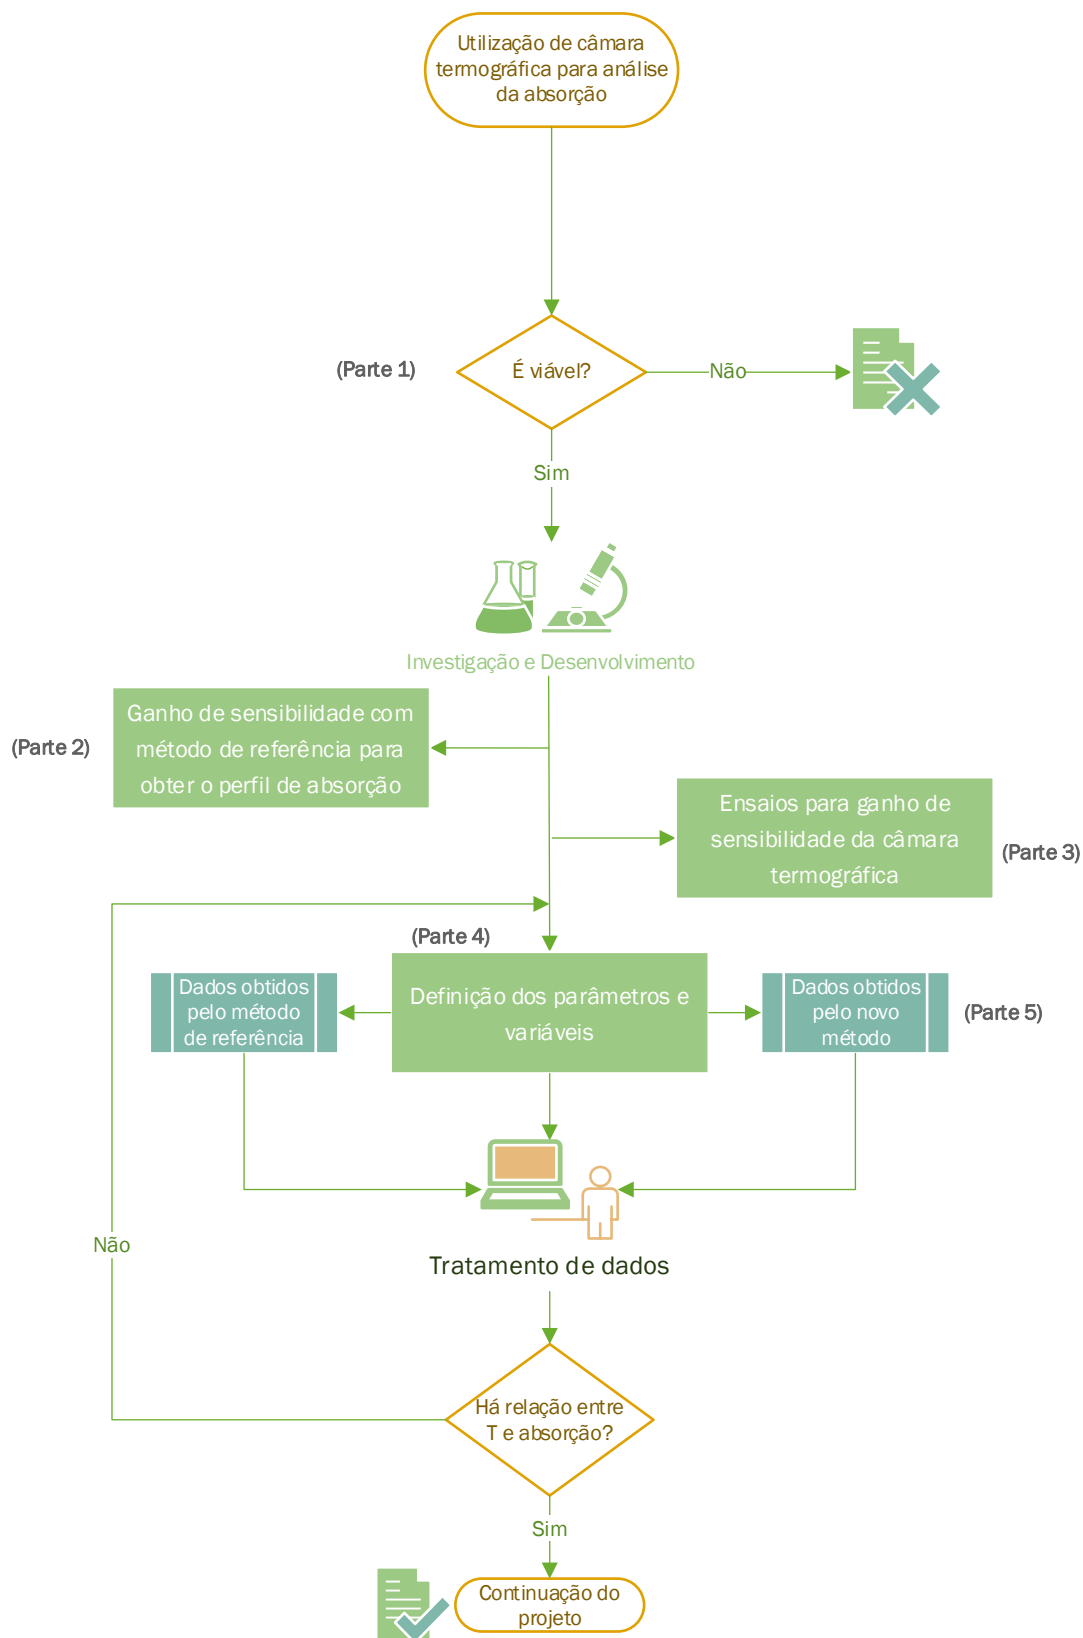 Utilização de câmara
termográfica para análise
da absorção
(Parte 1)
É viável?
Não
Sim
Investigação e Desenvolvimento
(Parte 2)
Ganho de sensibilidade com
método de referência para
obter o perfil de absorção
Ensaios para ganho de
sensibilidade da câmara
termográfica
(Parte 3)
(Parte 4)
Dados obtidos
pelo método
de referência
Definição dos parâmetros e
variáveis
Dados obtidos
pelo novo
método
(Parte 5)
Não
Tratamento de dados
Há relação entre
T e absorção?
Sim
Continuação do
projeto